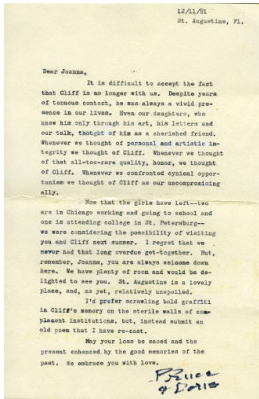 12/11/81
St. Augustine, Fl.
Dear Joanna,
It is difficult to accept the fact
that Cliff is no longer with us. Despite years
of tenuous contact, he was always a vivid pre-
sence in our lives. Even our daughters, who
knew him only through his art, his letters and
our talk, thought of him as a cherished friend.
Whenever we thought of personal and artistic in-
tegrity we thought of Cliff. Whenever we thought
of that all-too-rare quality, honor, we thought
of Cliff. Whenever we confronted cynical oppor-
tunism we thought of Cliff as our uncompromising
ally.
Now that the girls have left--two
are in Chicago working and going to school and
one is attending college in St. Petersburg--
we were considering the possibility of visiting
you and Cliff next summer. I regret that we
never had that long overdue get-together. But,
remember, Joanna, you are always welcome down
here. We have plenty of room and would be de-
lighted to see you. St. Augustine is a lovely
place, and, as yet, relatively unspoiled.
I'd prefer scrawling bold graffiti
in Cliff's memory on the sterile walls of com-
placent institutions, but, instead submit an
old poem that I have re-cast.
May your loss be eased and the
present enhanced by the good memories of the
past. We embrace you with love.
Bruce
& Doris